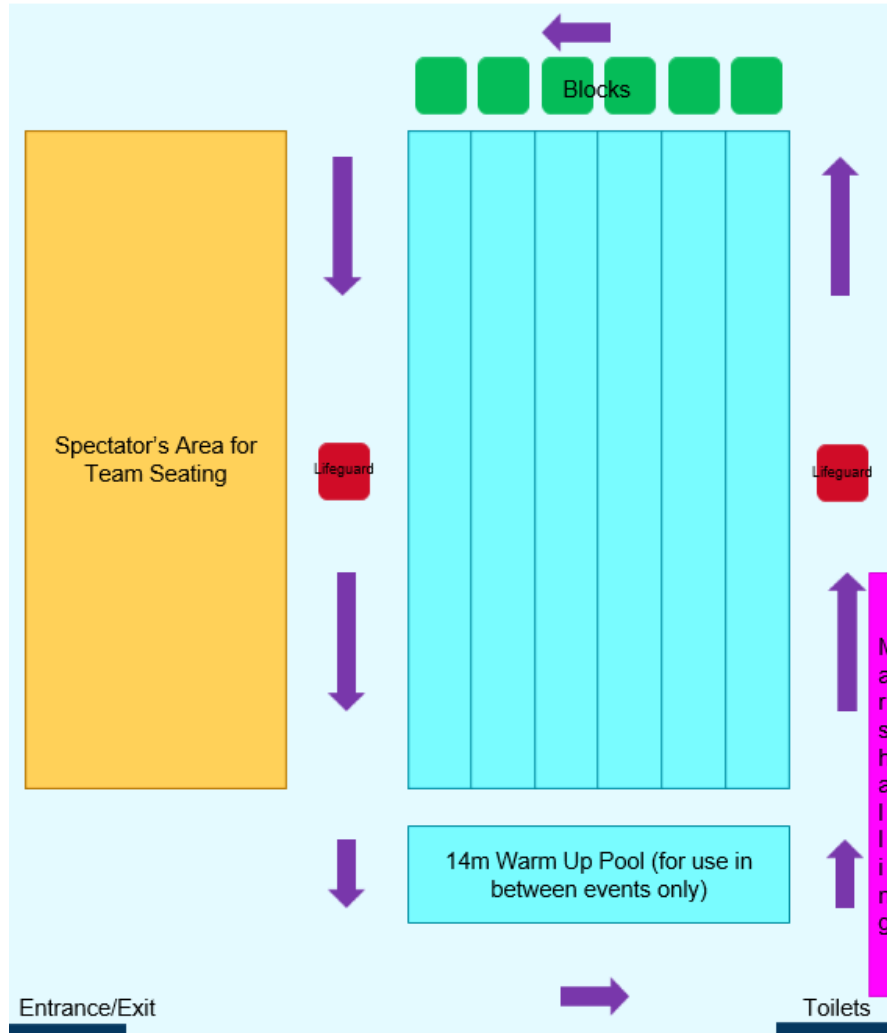 Blocks
Spectator's Area for
Team Seating
Lifeguard
Lifeguard
Marshalling
14m Warm Up Pool (for use in
between events only)
Entrance/Exit
Toilets